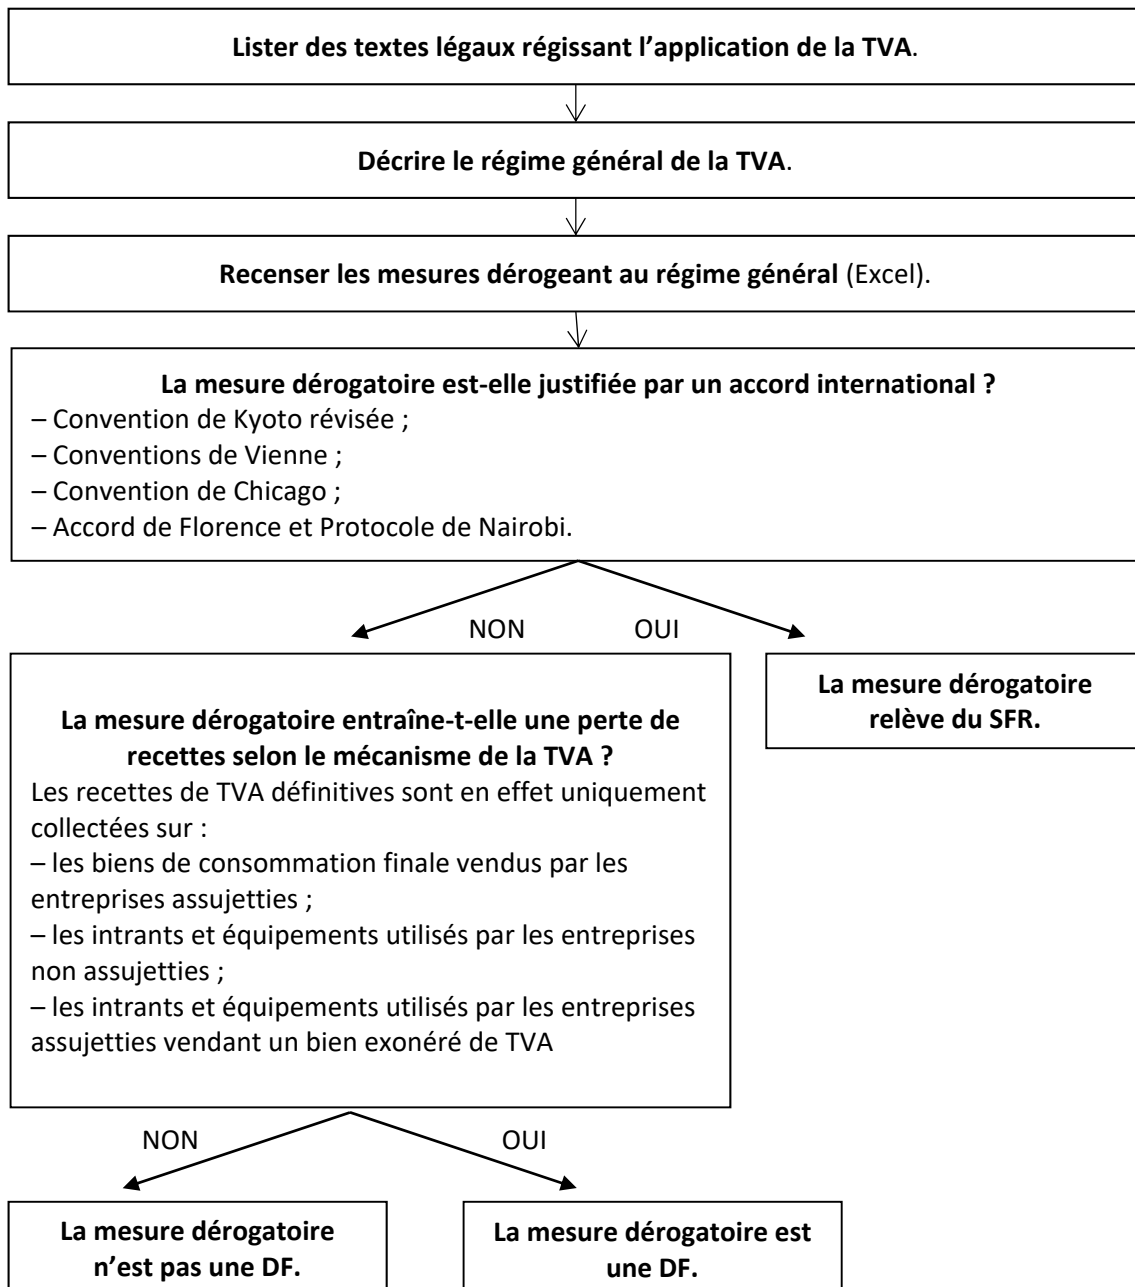 Lister des textes légaux régissant l’application de la TVA.
Décrire le régime général de la TVA.
Recenser les mesures dérogeant au régime général (Excel).
La mesure dérogatoire est-elle justifiée par un accord international ?
– Convention de Kyoto révisée ;
– Conventions de Vienne ;
– Convention de Chicago ;
– Accord de Florence et Protocole de Nairobi.
NON OUI
La mesure dérogatoire entraîne-t-elle une perte de
recettes selon le mécanisme de la TVA ?
Les recettes de TVA définitives sont en effet uniquement
collectées sur :
– les biens de consommation finale vendus par les
entreprises assujetties ;
– les intrants et équipements utilisés par les entreprises
non assujetties ;
– les intrants et équipements utilisés par les entreprises
assujetties vendant un bien exonéré de TVA
La mesure dérogatoire
relève du SFR.
NON OUI
La mesure dérogatoire
n’est pas une DF.
La mesure dérogatoire est
une DF.